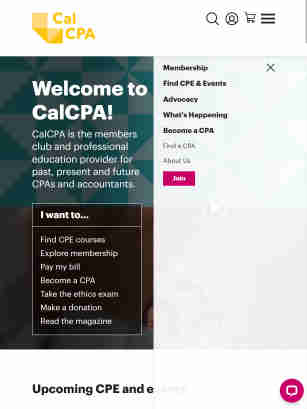 Cal
CPA
Membership
Find CPE & Events
Advocacy
What's Happening
Become a CPA
Find a CPA
About Us
Join
Welcome to
CalCPA!
CalCPA is the members
club and professional
education provider for
past, present and future
CPAs and accountants.
I want to...
Find CPE courses
Explore membership
Pay my bill
Become a CPA
Take the ethics exam
Make a donation
Read the magazine
Upcoming CPE and events